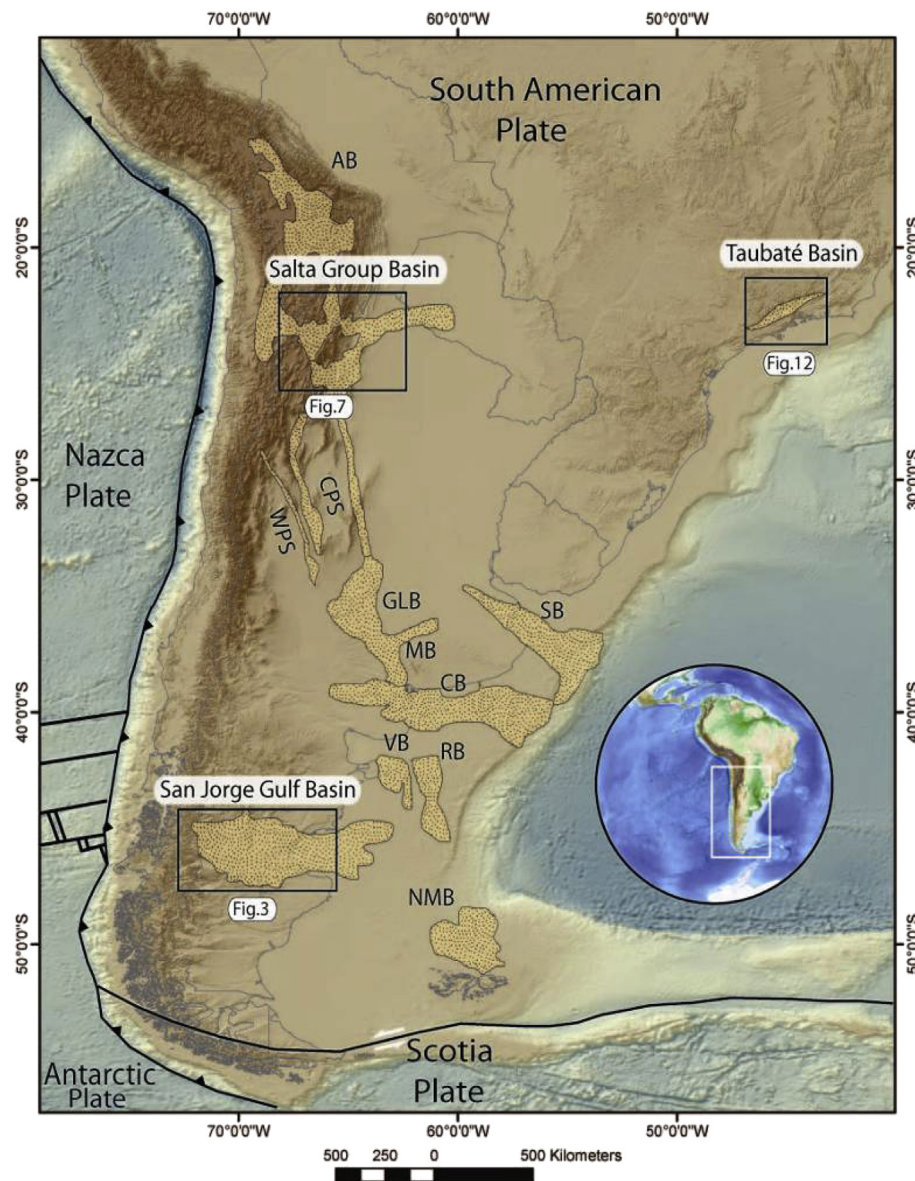 70°0'0"W 60°0'0"W 50°0'0"W
South American
Plate
AB
20°0'0"S
20°0'0"S
Salta Group Basin
Taubaté Basin
Fig.7
Fig.12
Nazca
Plate
30°0'0"S
30°0'0"S
WPS
CPS
GLB
SB
MB
CB
40°0'0"S
40°0'0"S
VB
RB
San Jorge Gulf Basin
Fig.3
NMB
50°0'0"S
50°0'0"S
Scotia
Plate
Antarctic
Plate
70°0'0"W 60°0'0"W 50°0'0"W
500 250 0 500 Kilometers